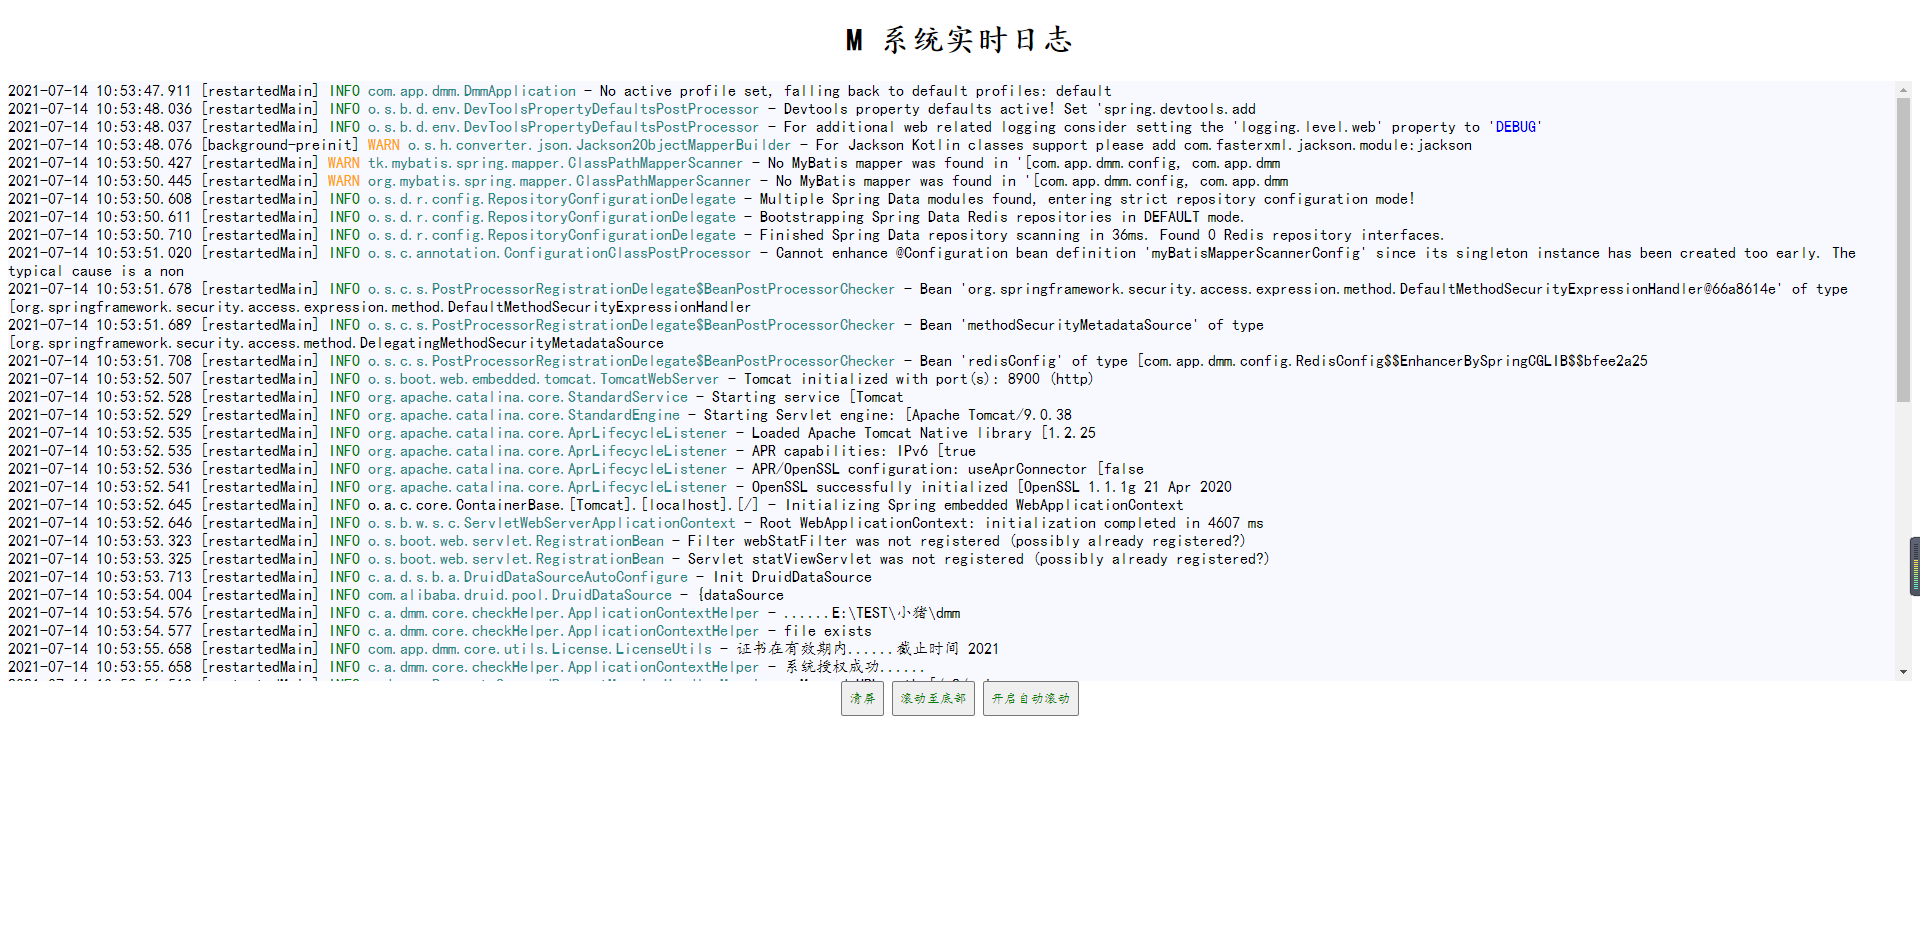 M 系统实时日志
2021-07-14 10:53:47.911 [restartedMain] INFO com.app.dmm.DmmApplication - No active profile set, falling back to default profiles: default
2021-07-14 10:53:48.036 [restartedMain] INFO o.s.b.d.env.DevToolsPropertyDefaultsPostProcessor - Devtools property defaults active! Set 'spring.devtools.add
2021-07-14 10:53:48.037 [restartedMain] INFO o.s.b.d.env.DevToolsPropertyDefaultsPostProcessor - For additional web related logging consider setting the 'logging.level.web' property to 'DEBUG'
2021-07-14 10:53:48.076 [background-preinit] WARN o.s.h.converter.json.Jackson2ObjectMapperBuilder - For Jackson Kotlin classes support please add com.fasterxml.jackson.module:jackson
2021-07-14 10:53:50.427 [restartedMain] WARN tk.mybatis.spring.mapper.ClassPathMapperScanner - No MyBatis mapper was found in '[com.app.dmm.config, com.app.dmm
2021-07-14 10:53:50.445 [restartedMain] WARN org.mybatis.spring.mapper.ClassPathMapperScanner - No MyBatis mapper was found in '[com.app.dmm.config, com.app.dmm
2021-07-14 10:53:50.608 [restartedMain] INFO o.s.d.r.config.RepositoryConfigurationDelegate - Multiple Spring Data modules found, entering strict repository configuration mode!
2021-07-14 10:53:50.611 [restartedMain] INFO o.s.d.r.config.RepositoryConfigurationDelegate - Bootstrapping Spring Data Redis repositories in DEFAULT mode.
2021-07-14 10:53:50.710 [restartedMain] INFO o.s.d.r.config.RepositoryConfigurationDelegate - Finished Spring Data repository scanning in 36ms. Found 0 Redis repository interfaces.
2021-07-14 10:53:51.020 [restartedMain] INFO o.s.c.annotation.ConfigurationClassPostProcessor - Cannot enhance @Configuration bean definition 'myBatisMapperScannerConfig' since its singleton instance has been created too early. The
typical cause is a non
2021-07-14 10:53:51.678 [restartedMain] INFO o.s.c.s.PostProcessorRegistrationDelegate$BeanPostProcessorChecker - Bean 'org.springframework.security.access.expression.method.DefaultMethodSecurityExpressionHandler@66a8614e' of type
[org.springframework.security.access.expression.method.DefaultMethodSecurityExpressionHandler
2021-07-14 10:53:51.689 [restartedMain] INFO o.s.c.s.PostProcessorRegistrationDelegate$BeanPostProcessorChecker - Bean 'methodSecurityMetadataSource' of type
[org.springframework.security.access.method.DelegatingMethodSecurityMetadataSource
2021-07-14 10:53:51.708 [restartedMain] INFO o.s.c.s.PostProcessorRegistrationDelegate$BeanPostProcessorChecker - Bean 'redisConfig' of type [com.app.dmm.config.RedisConfig$$EnhancerBySpringCGLIB$$bfee2a25
2021-07-14 10:53:52.507 [restartedMain] INFO o.s.boot.web.embedded.tomcat.TomcatWebServer - Tomcat initialized with port(s): 8900 (http)
2021-07-14 10:53:52.528 [restartedMain] INFO org.apache.catalina.core.StandardService - Starting service [Tomcat
2021-07-14 10:53:52.529 [restartedMain] INFO org.apache.catalina.core.StandardEngine - Starting Servlet engine: [Apache Tomcat/9.0.38
2021-07-14 10:53:52.535 [restartedMain] INFO org.apache.catalina.core.AprLifecycleListener - Loaded Apache Tomcat Native library [1.2.25
2021-07-14 10:53:52.535 [restartedMain] INFO org.apache.catalina.core.AprLifecycleListener - APR capabilities: IPv6 [true
2021-07-14 10:53:52.536 [restartedMain] INFO org.apache.catalina.core.AprLifecycleListener - APR/OpenSSL configuration: useAprConnector [false
2021-07-14 10:53:52.541 [restartedMain] INFO org.apache.catalina.core.AprLifecycleListener - OpenSSL successfully initialized [OpenSSL 1.1.1g 21 Apr 2020
2021-07-14 10:53:52.645 [restartedMain] INFO o.a.c.core.ContainerBase.[Tomcat].[localhost].[/] - Initializing Spring embedded WebApplicationContext
2021-07-14 10:53:52.646 [restartedMain] INFO o.s.b.w.s.c.ServletWebServerApplicationContext - Root WebApplicationContext: initialization completed in 4607 ms
2021-07-14 10:53:53.323 [restartedMain] INFO o.s.boot.web.servlet.RegistrationBean - Filter webStatFilter was not registered (possibly already registered?)
2021-07-14 10:53:53.325 [restartedMain] INFO o.s.boot.web.servlet.RegistrationBean - Servlet statViewServlet was not registered (possibly already registered?)
2021-07-14 10:53:53.713 [restartedMain] INFO c.a.d.s.b.a.DruidDataSourceAutoConfigure - Init DruidDataSource
2021-07-14 10:53:54.004 [restartedMain] INFO com.alibaba.druid.pool.DruidDataSource - {dataSource
2021-07-14 10:53:54.576 [restartedMain] INFO c.a.dmm.core.checkHelper.ApplicationContextHelper - ......E:\TEST\小猪\dmm
2021-07-14 10:53:54.577 [restartedMain] INFO c.a.dmm.core.checkHelper.ApplicationContextHelper - file exists
2021-07-14 10:53:55.658 [restartedMain] INFO com.app.dmm.core.utils.License.LicenseUtils - 证书在有效期内......截止时间 2021
2021-07-14 10:53:55.658 [restartedMain] INFO c.a.dmm.core.checkHelper.ApplicationContextHelper - 系统授权成功......
清屏 滚动至底部 开启自动滚动